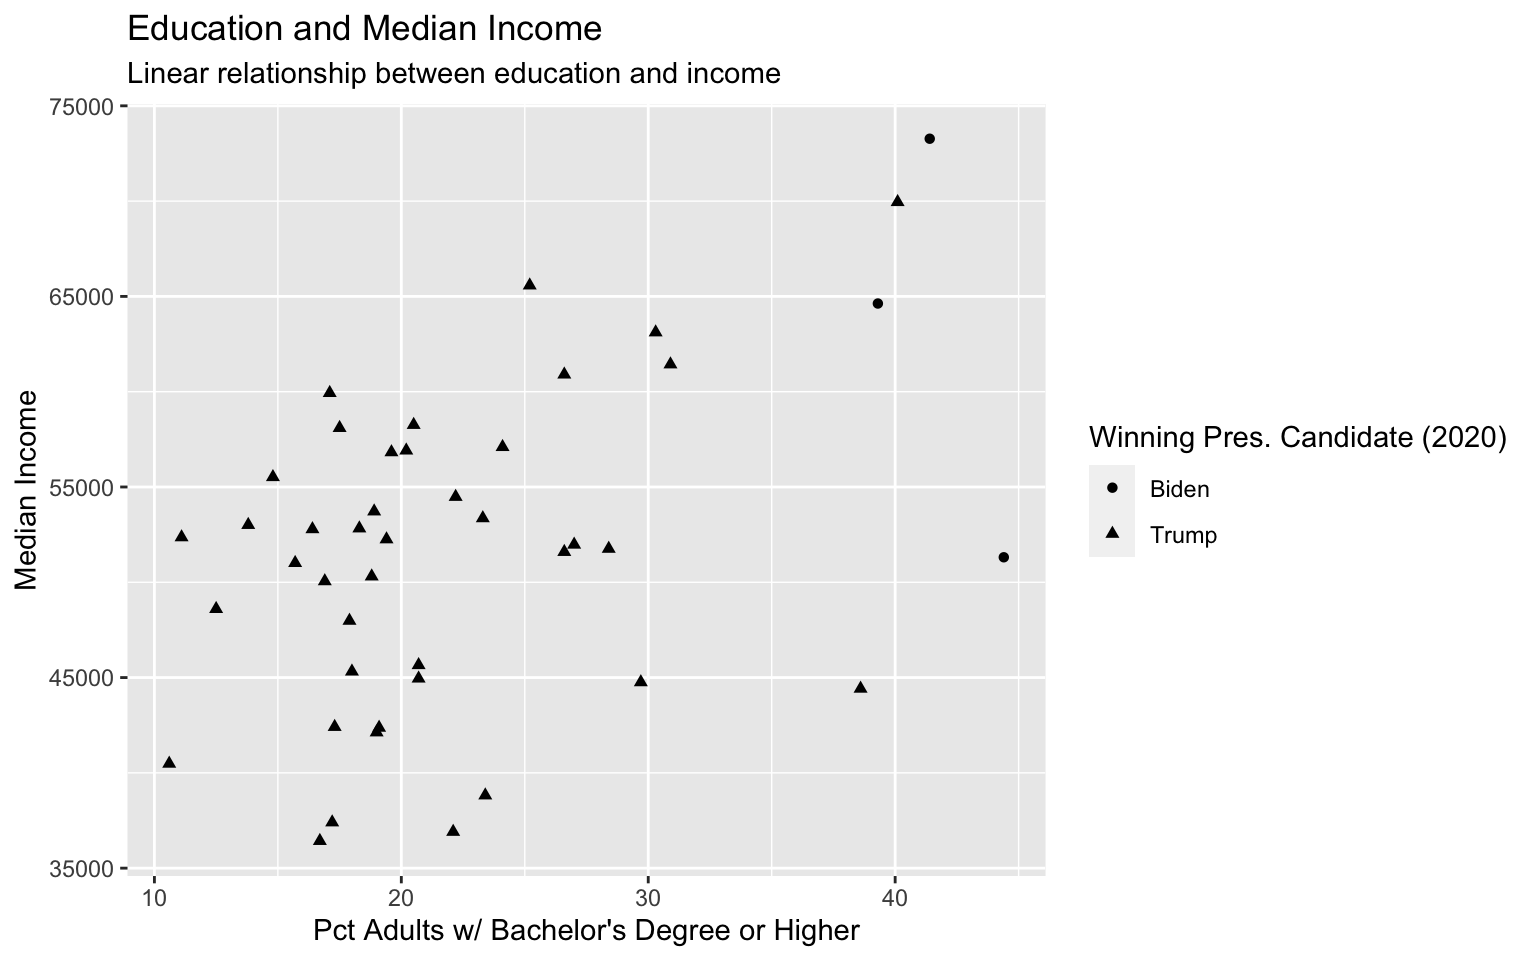 Education and Median Income
Linear relationship between education and income
75000
65000
55000
45000
35000
Median Income
10
20
30
40
Pct Adults w/ Bachelor's Degree or Higher
Winning Pres. Candidate (2020)
Biden
Trump